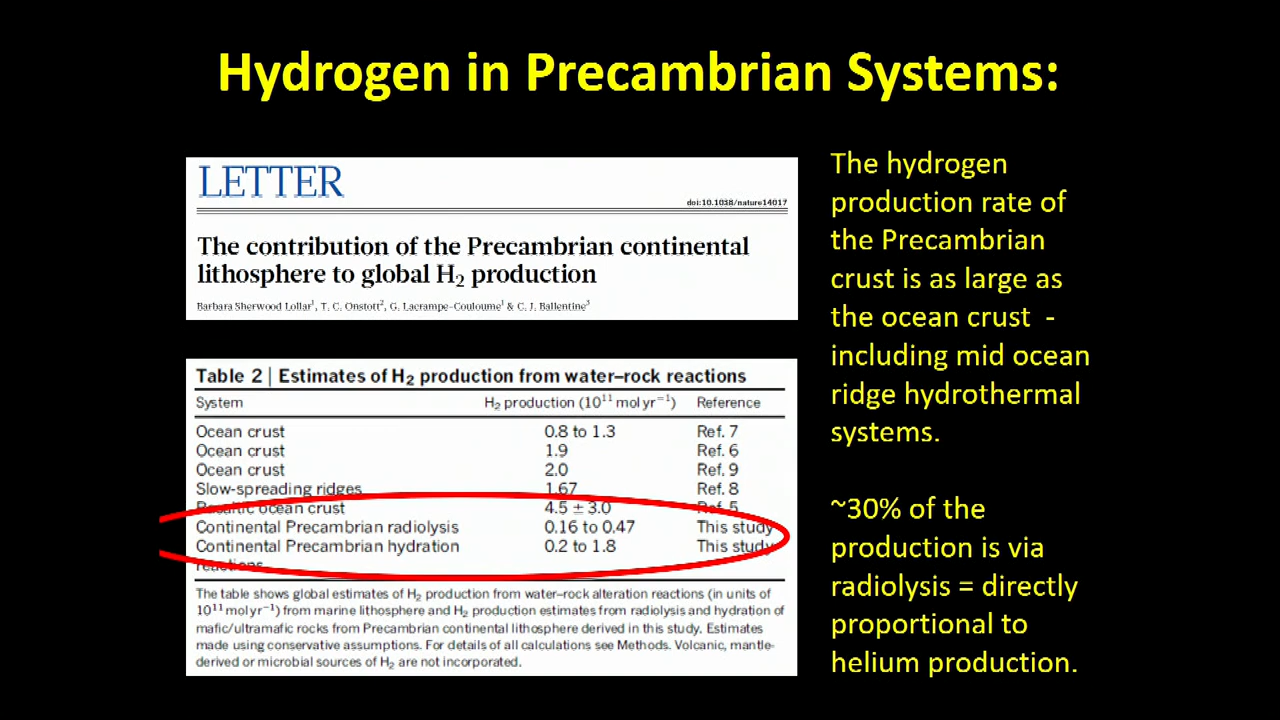 Hydrogen in Precambrian Systems:
LETTER
doi:10.1038/nature14017
The contribution of the Precambrian continental
lithosphere to global H₂ production
Barbara Sherwood Lollar¹, T. C. Onstott², G. Lacrampe-Couloume¹ & C. J. Ballentine³
Table 2 | Estimates of H₂ production from water–rock reactions
System H₂ production (10¹¹ mol yr⁻¹) Reference
Ocean crust 0.8 to 1.3 Ref. 7
Ocean crust 1.9 Ref. 6
Ocean crust 2.0 Ref. 9
Slow-spreading ridges 1.67 Ref. 8
Basaltic ocean crust 4.5 ± 3.0 Ref. 5
Continental Precambrian radiolysis 0.16 to 0.47 This study
Continental Precambrian hydration 0.2 to 1.8 This study
reactions
The table shows global estimates of H₂ production from water–rock alteration reactions (in units of
10¹¹ mol yr⁻¹) from marine lithosphere and H₂ production estimates from radiolysis and hydration of
mafic/ultramafic rocks from Precambrian continental lithosphere derived in this study. Estimates
made using conservative assumptions. For details of all calculations see Methods. Volcanic, mantle-
derived or microbial sources of H₂ are not incorporated.
The hydrogen
production rate of
the Precambrian
crust is as large as
the ocean crust -
including mid ocean
ridge hydrothermal
systems.
~30% of the
production is via
radiolysis = directly
proportional to
helium production.